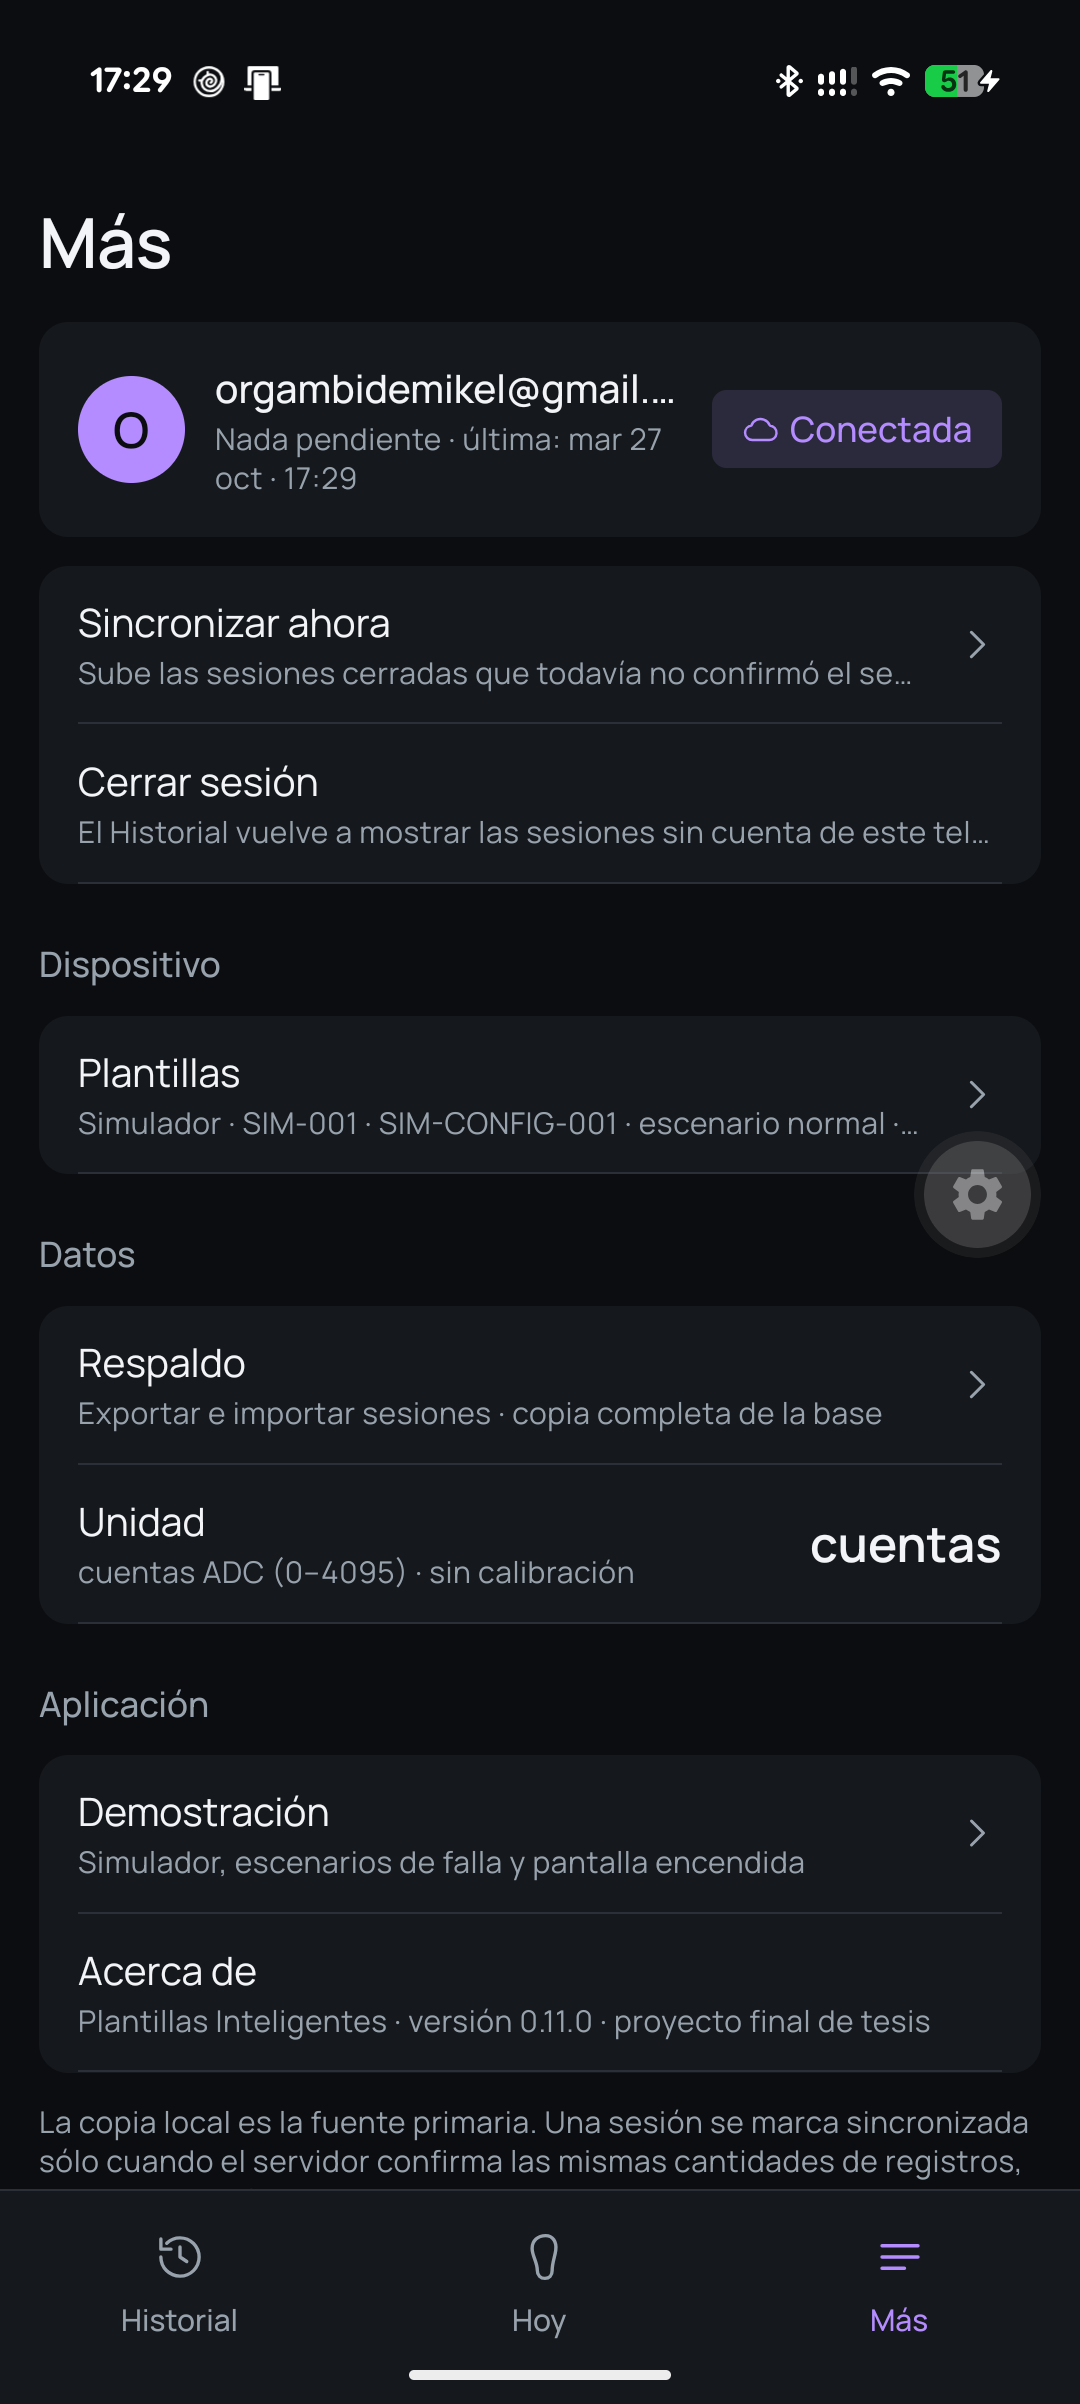 17:29
51
Más
O
orgambidemikel@gmail.…
Nada pendiente · última: mar 27
oct · 17:29
Conectada
Sincronizar ahora
Sube las sesiones cerradas que todavía no confirmó el se…
Cerrar sesión
El Historial vuelve a mostrar las sesiones sin cuenta de este tel…
Dispositivo
Plantillas
Simulador · SIM-001 · SIM-CONFIG-001 · escenario normal ·…
Datos
Respaldo
Exportar e importar sesiones · copia completa de la base
Unidad
cuentas ADC (0–4095) · sin calibración
cuentas
Aplicación
Demostración
Simulador, escenarios de falla y pantalla encendida
Acerca de
Plantillas Inteligentes · versión 0.11.0 · proyecto final de tesis
La copia local es la fuente primaria. Una sesión se marca sincronizada
sólo cuando el servidor confirma las mismas cantidades de registros,
Historial
Hoy
Más